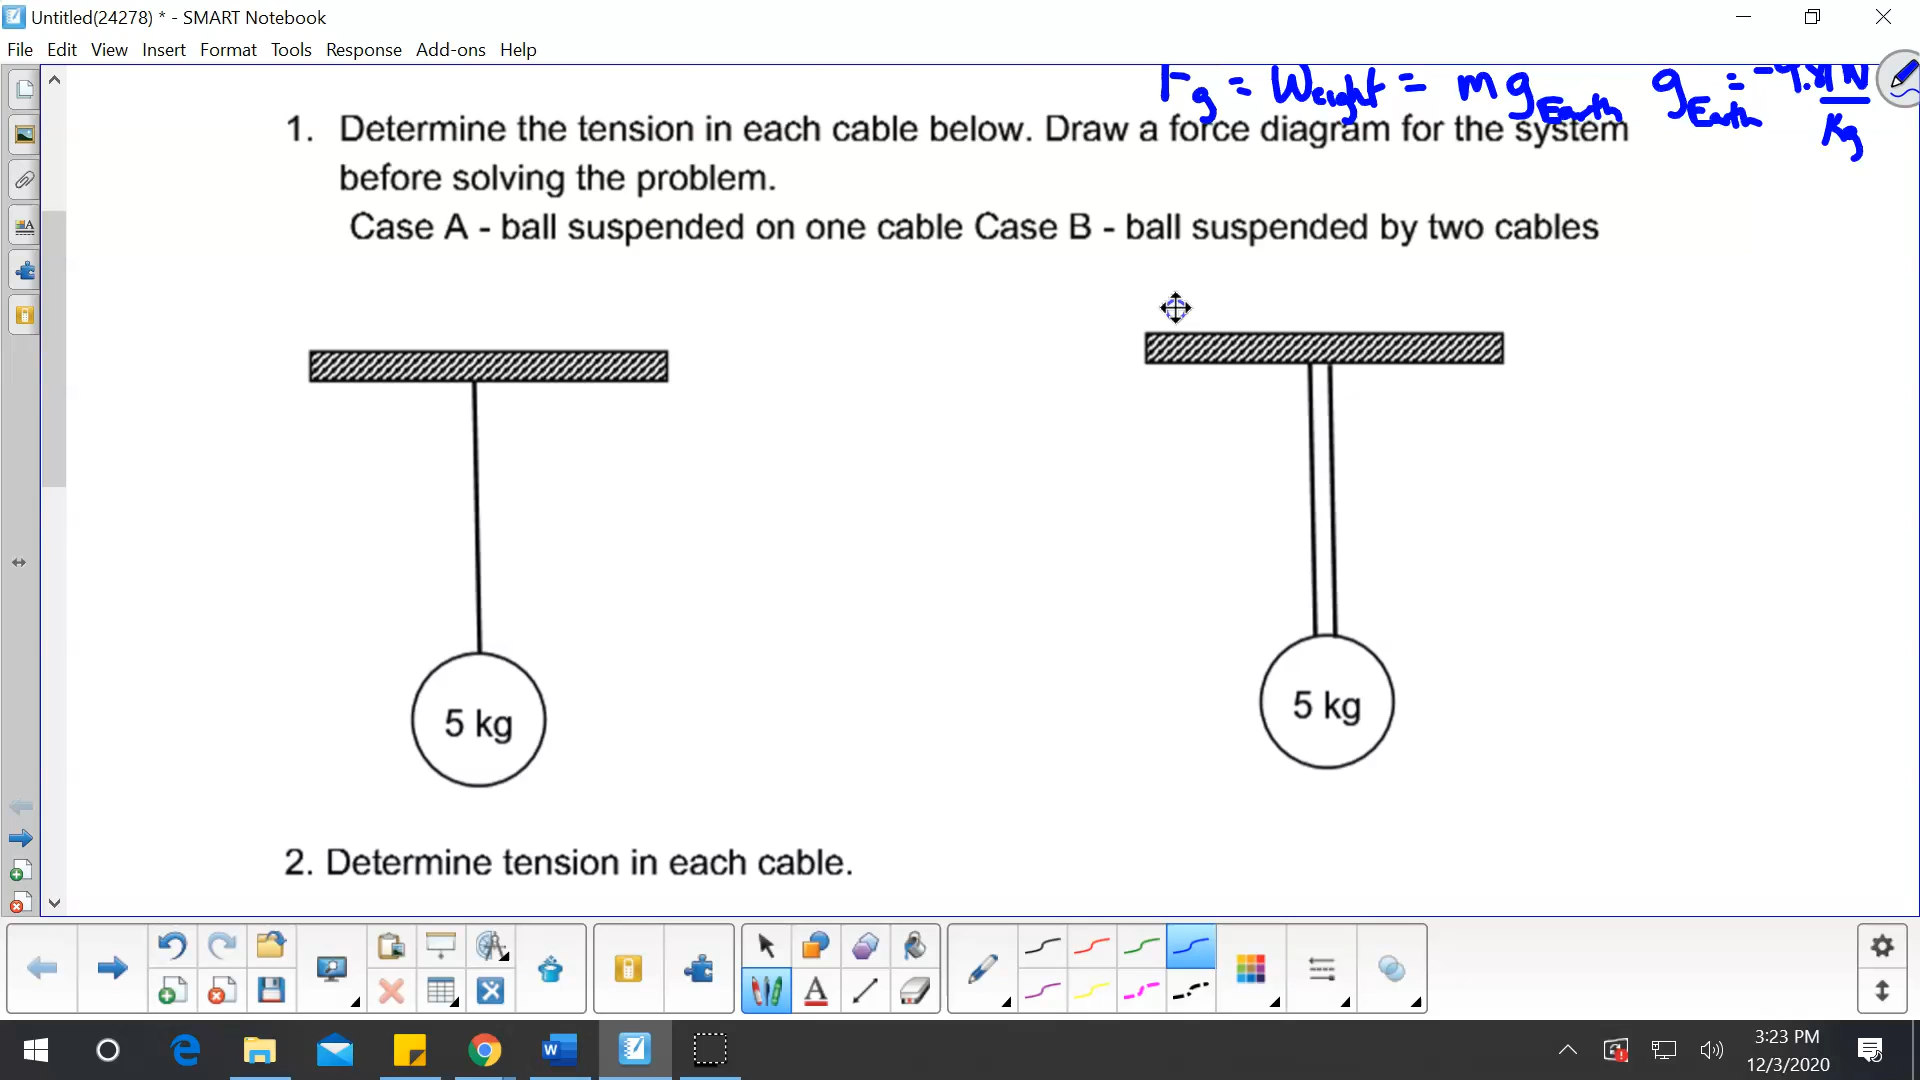 Untitled(24278) * - SMART Notebook
File Edit View Insert Format Tools Response Add-ons Help
Fg = Weight = m gEarth gEarth = -9.81 N/kg
1. Determine the tension in each cable below. Draw a force diagram for the system
before solving the problem.
Case A - ball suspended on one cable Case B - ball suspended by two cables
5 kg
5 kg
2. Determine tension in each cable.
A
3:23 PM
12/3/2020